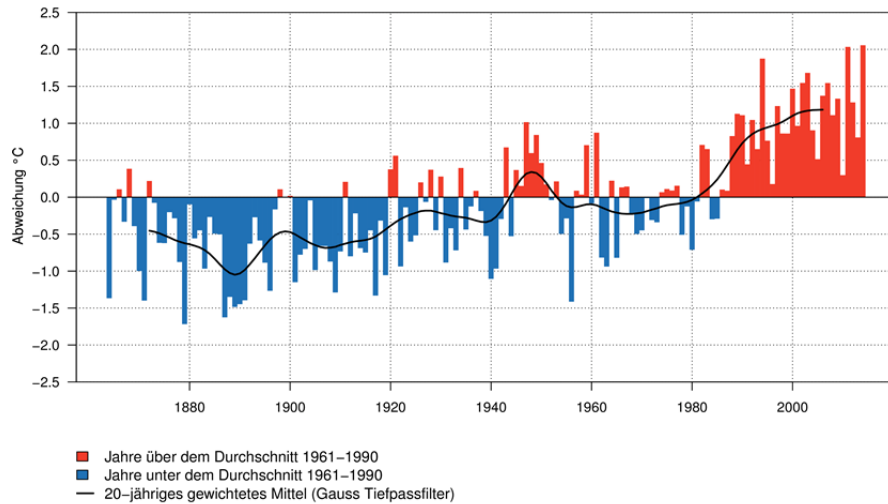 2.5
2.0
1.5
1.0
0.5
0.0
−0.5
−1.0
−1.5
−2.0
−2.5
Abweichung °C
1880 1900 1920 1940 1960 1980 2000
Jahre über dem Durchschnitt 1961−1990
Jahre unter dem Durchschnitt 1961−1990
20−jähriges gewichtetes Mittel (Gauss Tiefpassfilter)